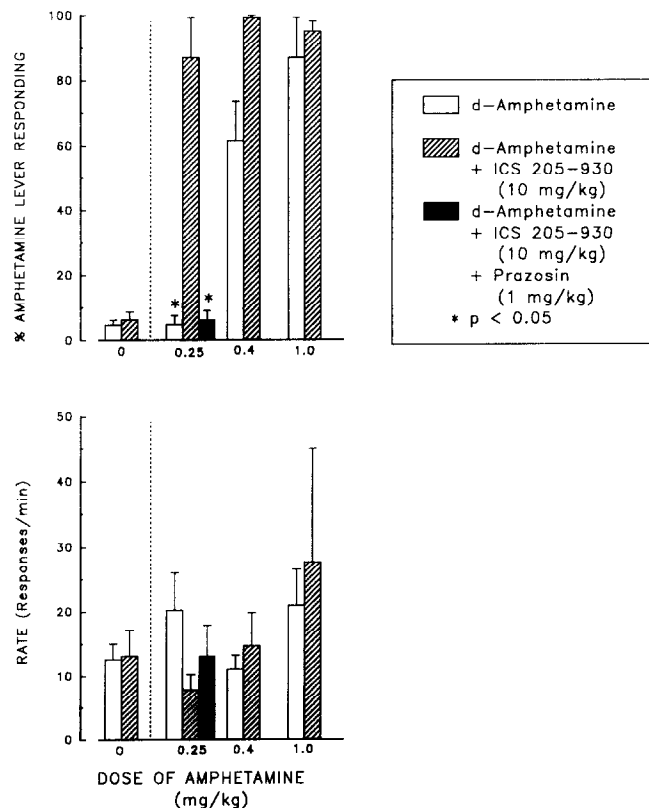 % AMPHETAMINE LEVER RESPONDING
100
80
60
40
20
0
* *
0 0.25 0.4 1.0
d-Amphetamine
d-Amphetamine
+ ICS 205-930
(10 mg/kg)
d-Amphetamine
+ ICS 205-930
(10 mg/kg)
+ Prazosin
(1 mg/kg)
* p < 0.05
RATE (Responses/min)
50
40
30
20
10
0
0 0.25 0.4 1.0
DOSE OF AMPHETAMINE
(mg/kg)